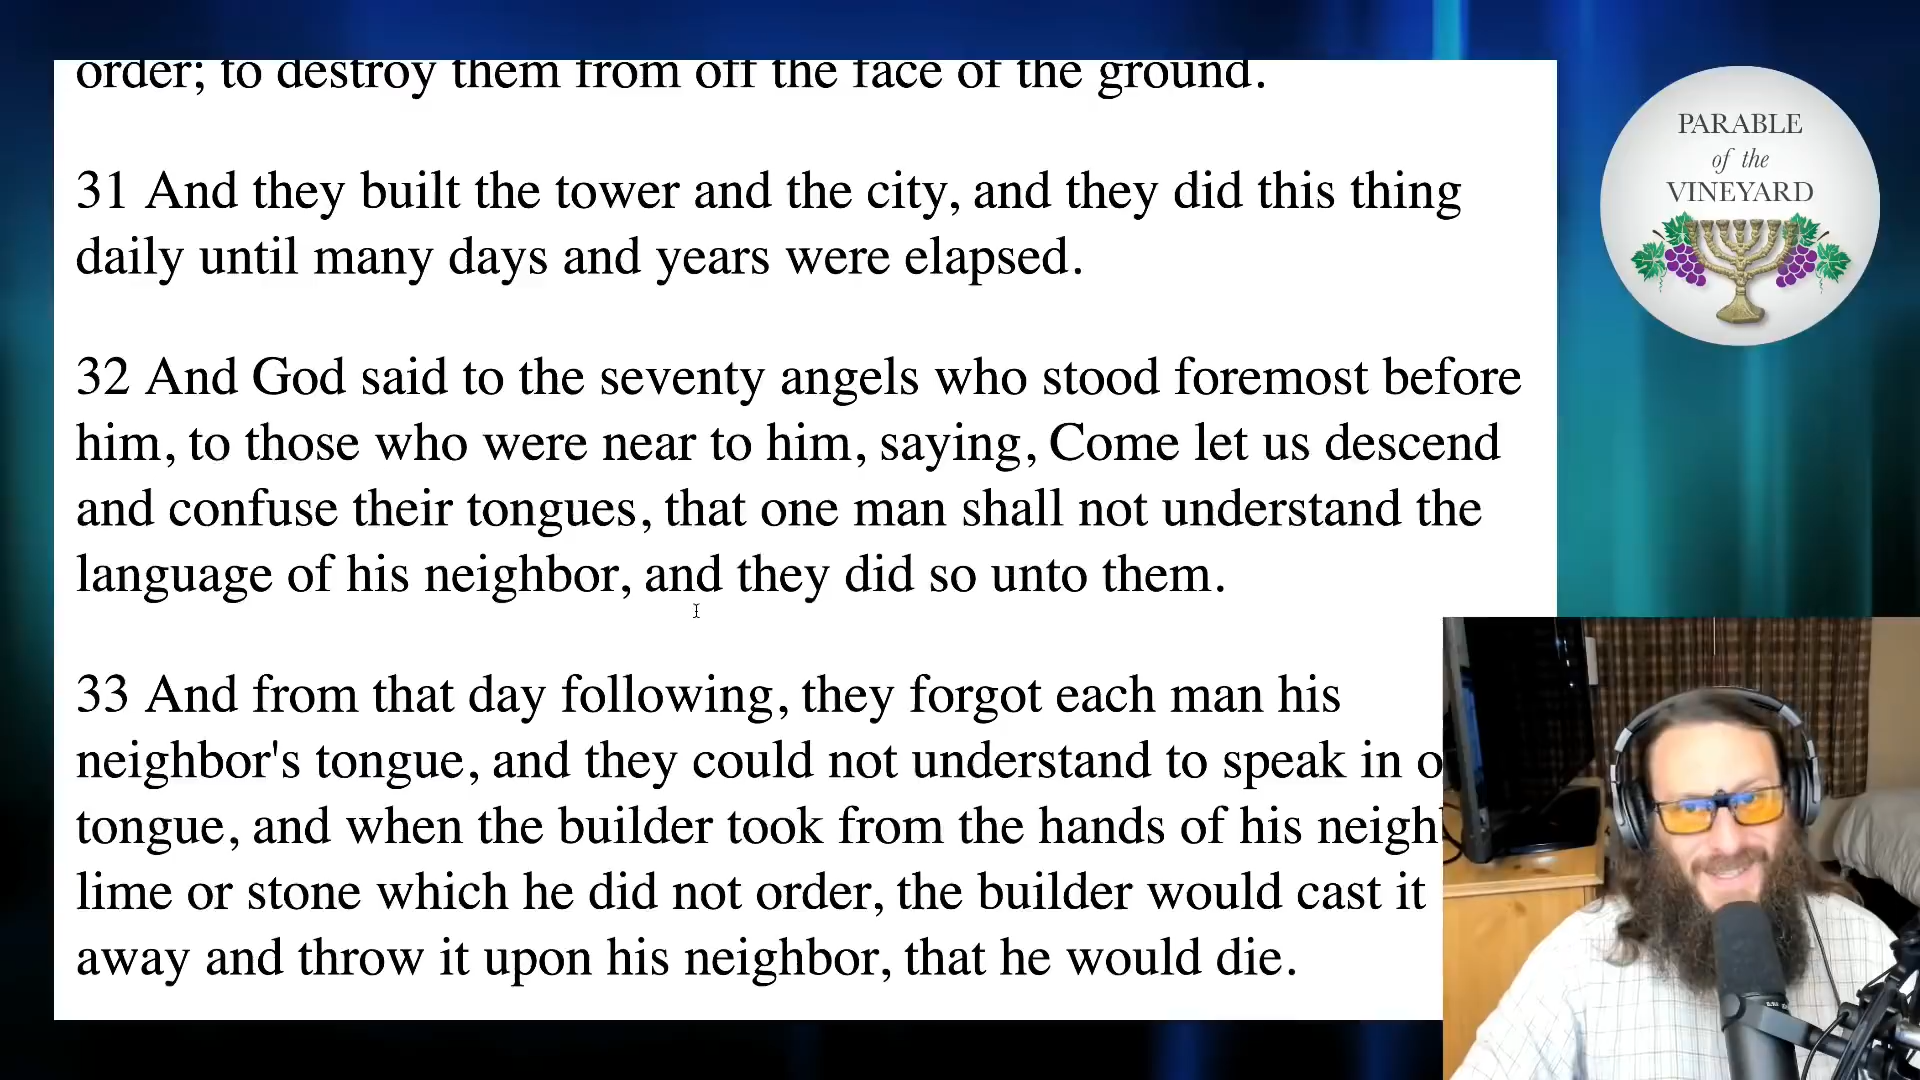 order; to destroy them from off the face of the ground.
31 And they built the tower and the city, and they did this thing
daily until many days and years were elapsed.
32 And God said to the seventy angels who stood foremost before
him, to those who were near to him, saying, Come let us descend
and confuse their tongues, that one man shall not understand the
language of his neighbor, and they did so unto them.
33 And from that day following, they forgot each man his
neighbor's tongue, and they could not understand to speak in
tongue, and when the builder took from the hands of his
lime or stone which he did not order, the builder would cast it
away and throw it upon his neighbor, that he would die.
PARABLE
of the
VINEYARD